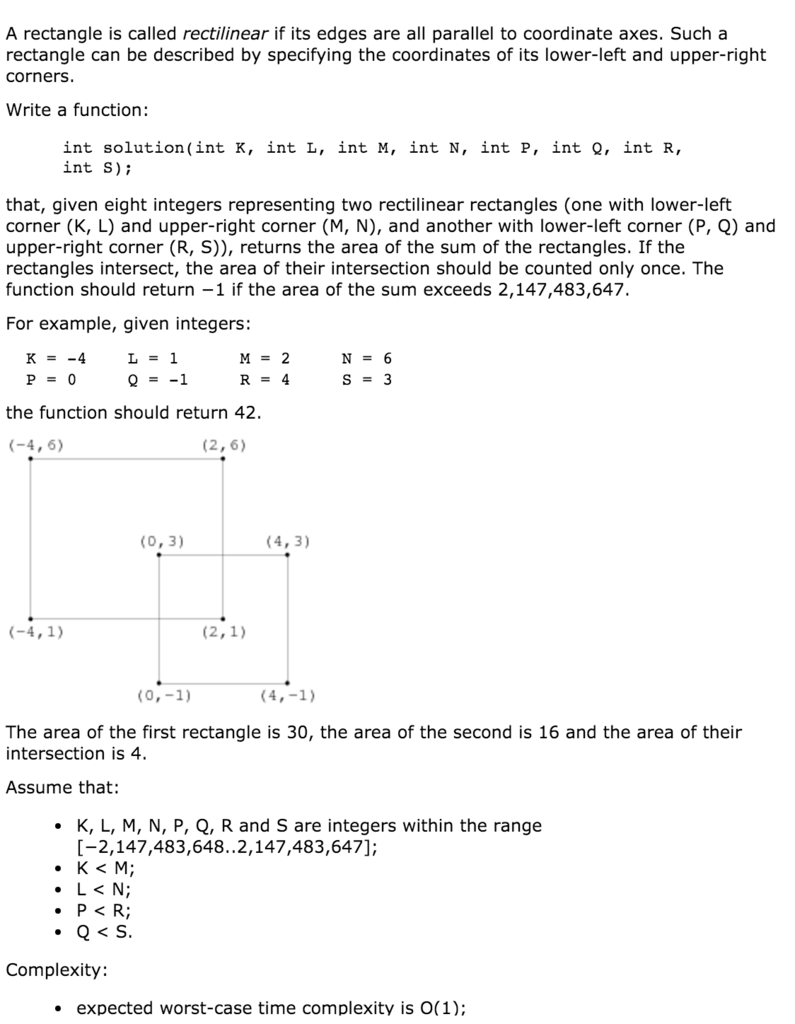 A rectangle is called rectilinear if its edges are all parallel to coordinate axes. Such a
rectangle can be described by specifying the coordinates of its lower-left and upper-right
corners.
Write a function:
int solution(int K, int L, int M, int N, int P, int Q, int R,
int S);
that, given eight integers representing two rectilinear rectangles (one with lower-left
corner (K, L) and upper-right corner (M, N), and another with lower-left corner (P, Q) and
upper-right corner (R, S)), returns the area of the sum of the rectangles. If the
rectangles intersect, the area of their intersection should be counted only once. The
function should return −1 if the area of the sum exceeds 2,147,483,647.
For example, given integers:
K = -4 L = 1 M = 2 N = 6
P = 0 Q = -1 R = 4 S = 3
the function should return 42.
(-4,6) (2,6)
(0,3) (4,3)
(-4,1) (2,1)
(0,-1) (4,-1)
The area of the first rectangle is 30, the area of the second is 16 and the area of their
intersection is 4.
Assume that:
• K, L, M, N, P, Q, R and S are integers within the range
[−2,147,483,648..2,147,483,647];
• K < M;
• L < N;
• P < R;
• Q < S.
Complexity:
• expected worst-case time complexity is O(1);